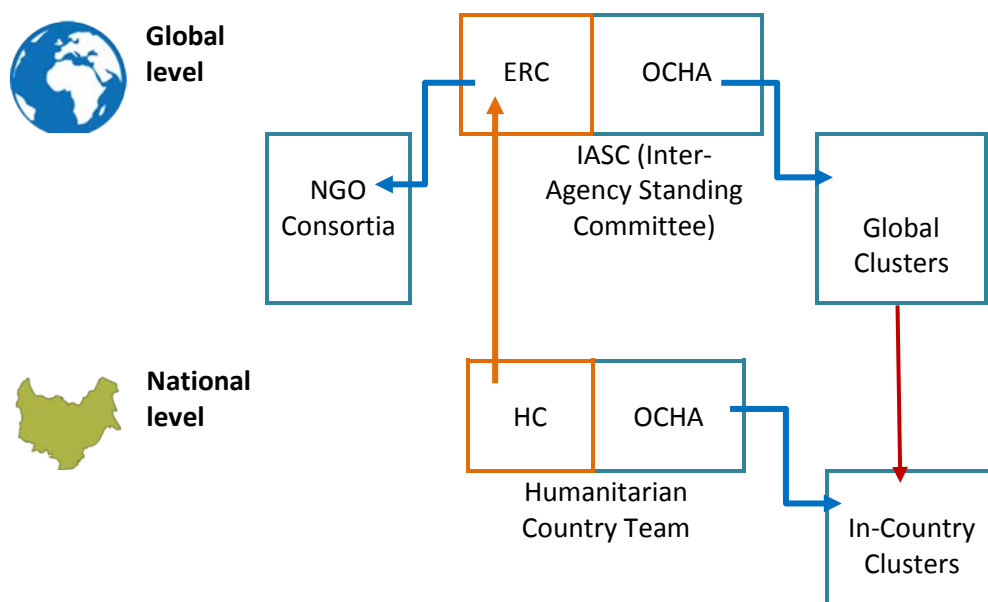 Global
level
ERC
OCHA
IASC (Inter-
Agency Standing
Committee)
NGO
Consortia
Global
Clusters
National
level
HC
OCHA
Humanitarian
Country Team
In-Country
Clusters